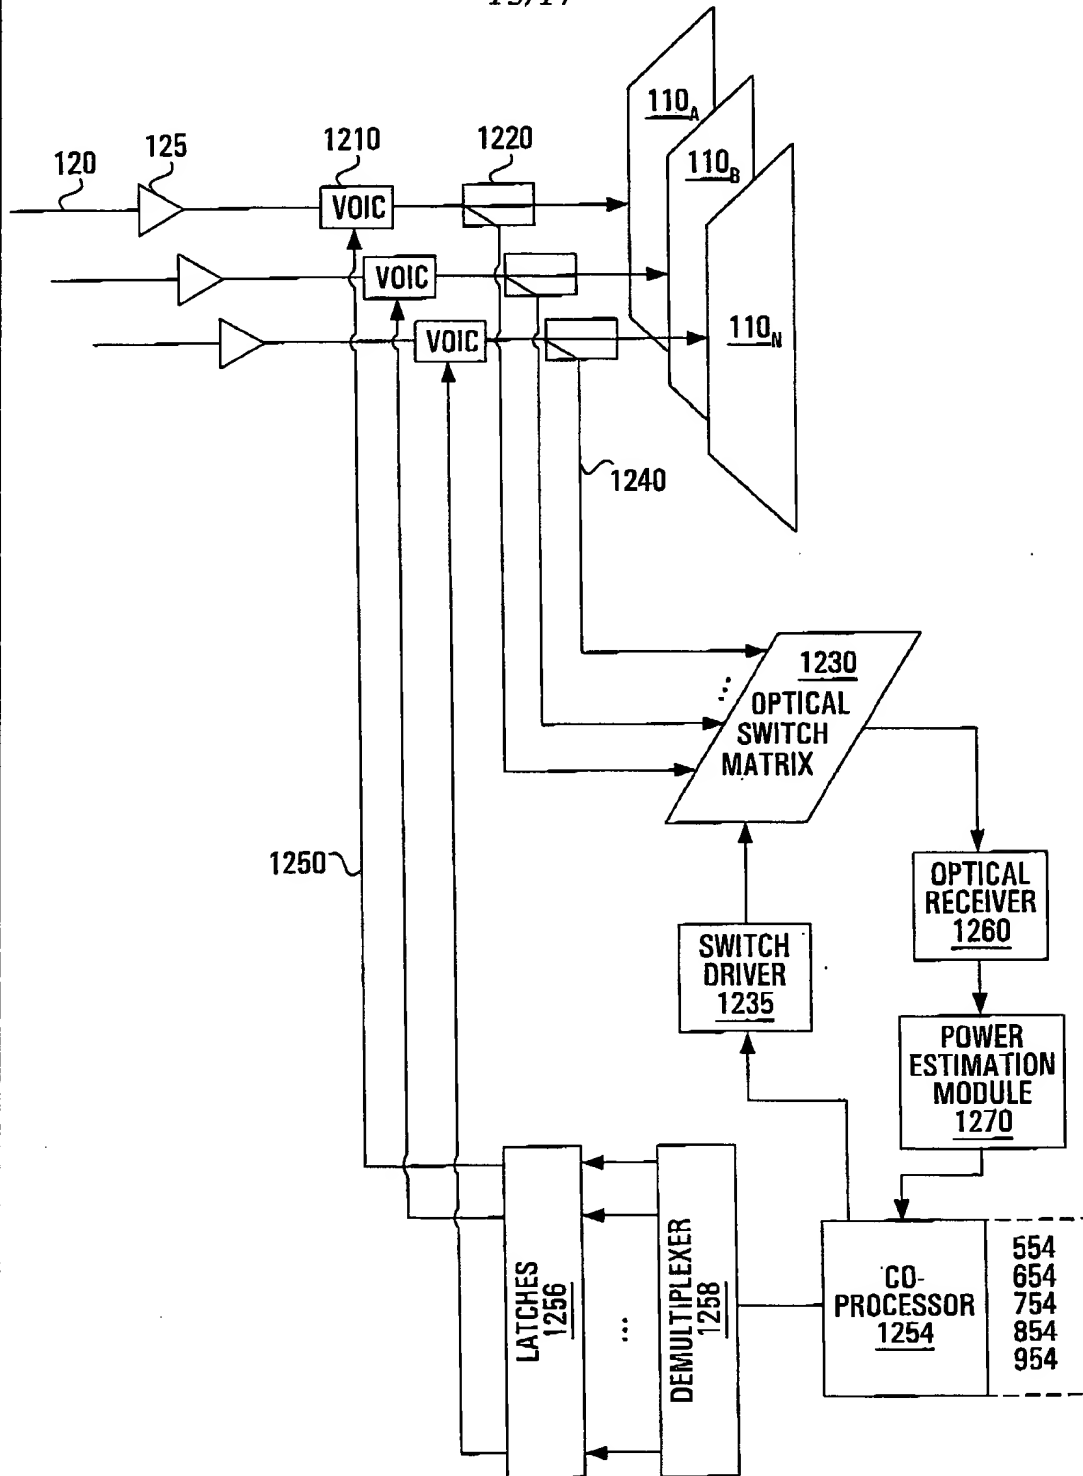 110A
125
1210
1220
120
110B
VOIC
VOIC
110N
VOIC
1240
1230
OPTICAL
SWITCH
MATRIX
1250
OPTICAL
RECEIVER
1260
SWITCH
DRIVER
1235
POWER
ESTIMATION
MODULE
1270
LATCHES
1256
...
DEMULTIPLEXER
1258
CO-
PROCESSOR
1254
554
654
754
854
954